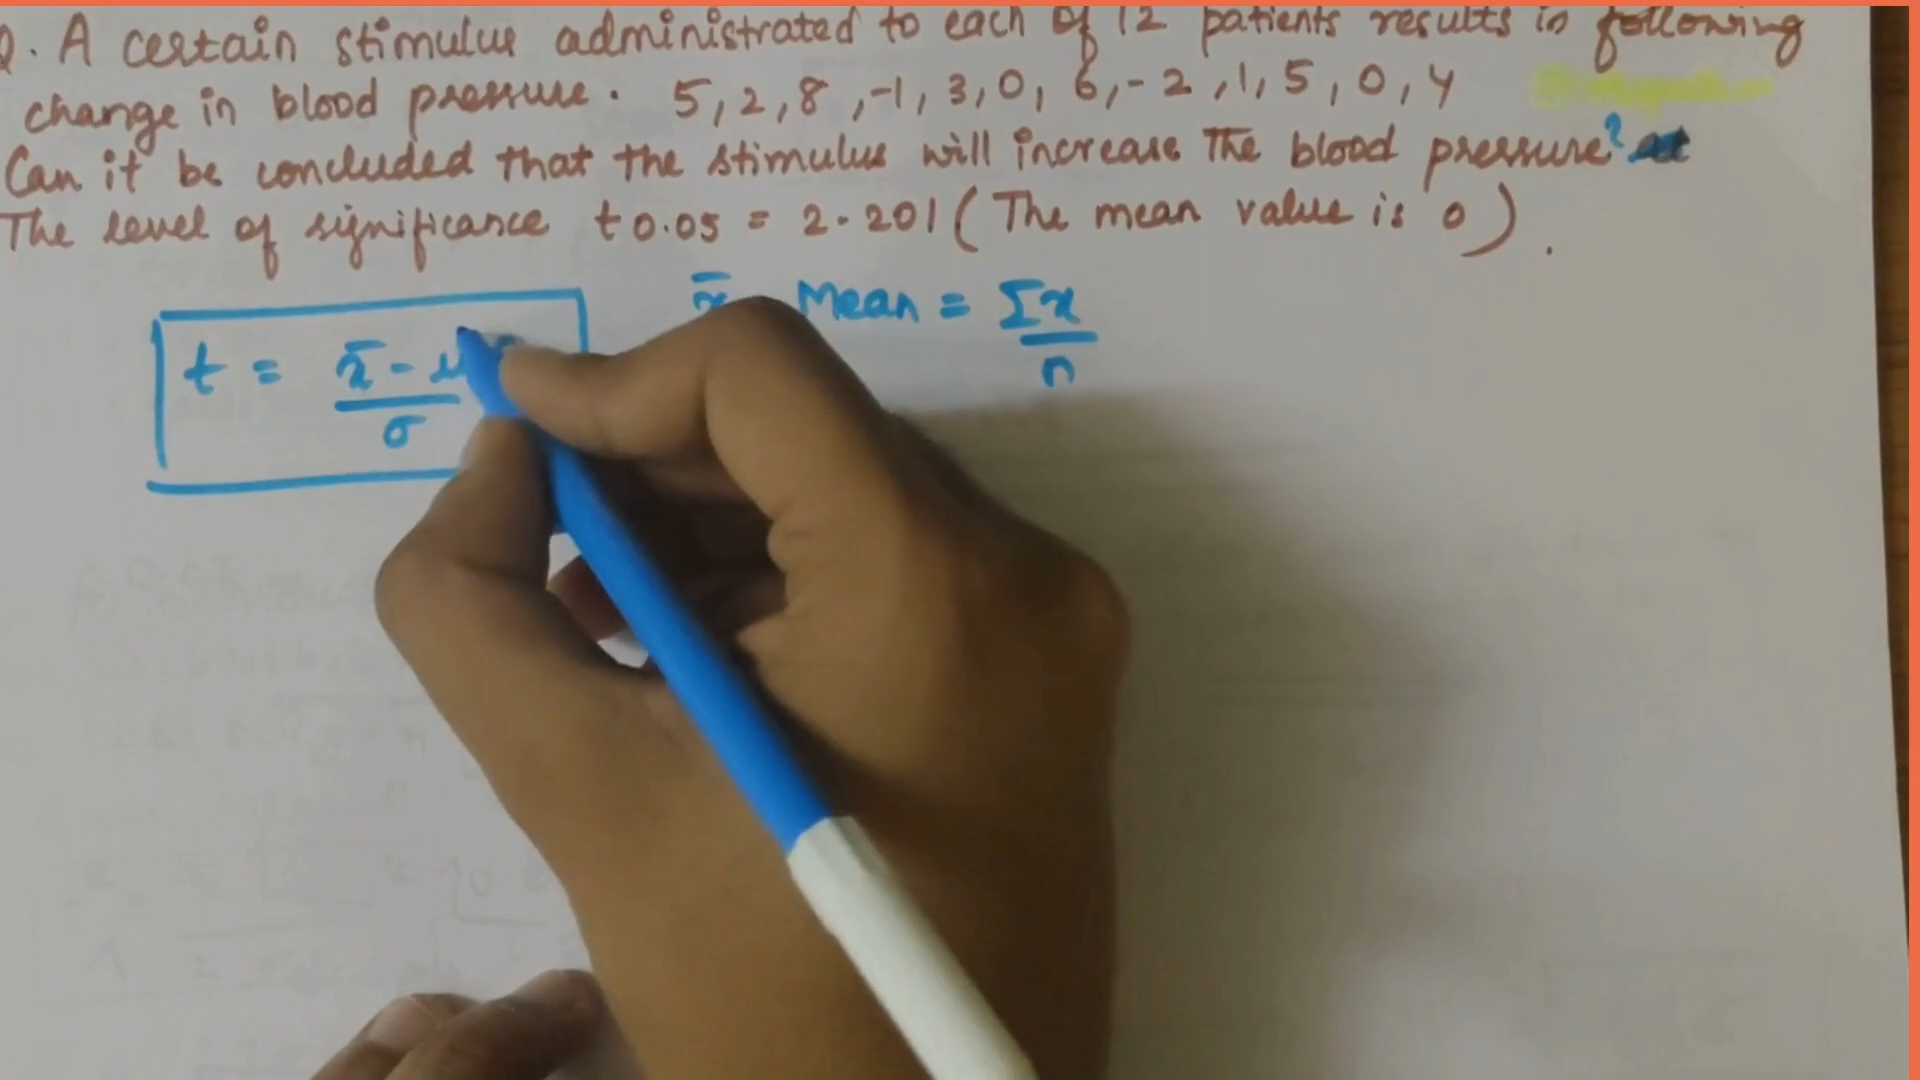 Q. A certain stimulus administrated to each of 12 patients results in following
change in blood pressure. 5, 2, 8, -1, 3, 0, 6, -2, 1, 5, 0, 4
Can it be concluded that the stimulus will increase the blood pressure?
The level of significance t0.05 = 2.201 (The mean value is 0).
x̄ Mean = Σx
n
t = x̄ - μ
σ